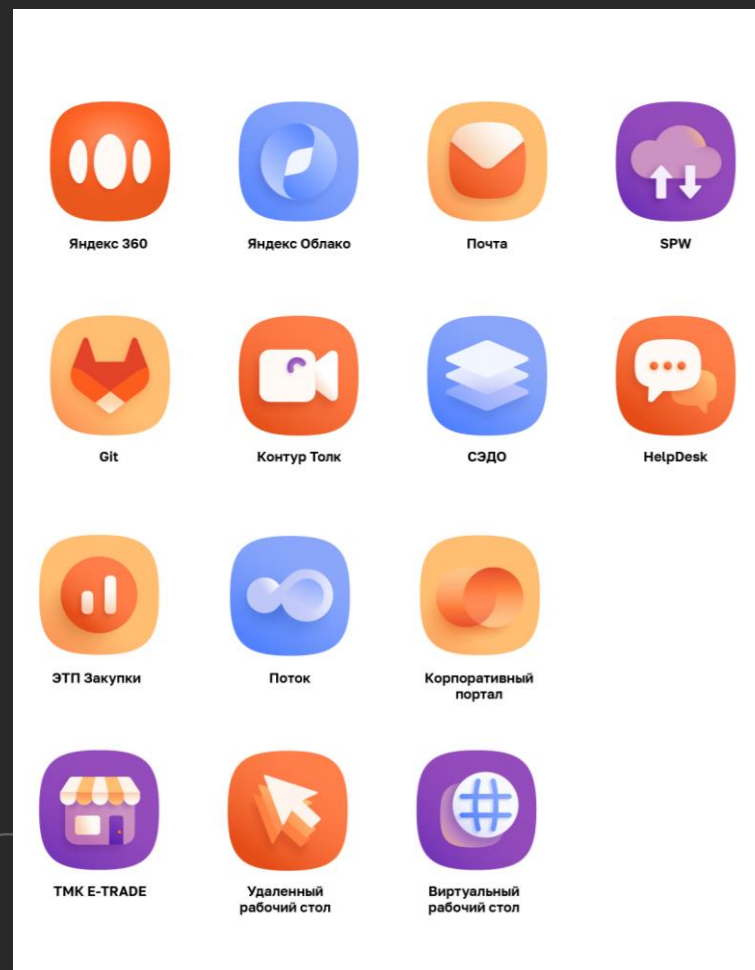 Яндекс 360
Яндекс Облако
Почта
SPW
Git
Контур Толк
СЭДО
HelpDesk
ЭТП Закупки
Поток
Корпоративный
портал
ТМК E-TRADE
Удаленный
рабочий стол
Виртуальный
рабочий стол